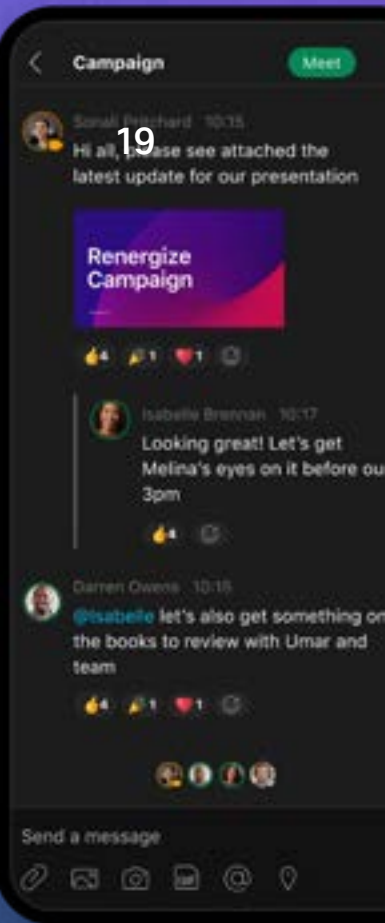 Campaign
Meet
Sonali Pritchard 10:15
19
Hi all, please see attached the
latest update for our presentation
Renergize
Campaign
4 1 1
Isabelle Brennan 10:17
Looking great! Let's get
Melina's eyes on it before our
3pm
4
Darren Owens 10:18
@Isabelle let's also get something on
the books to review with Umar and
team
4 1 1
Send a message